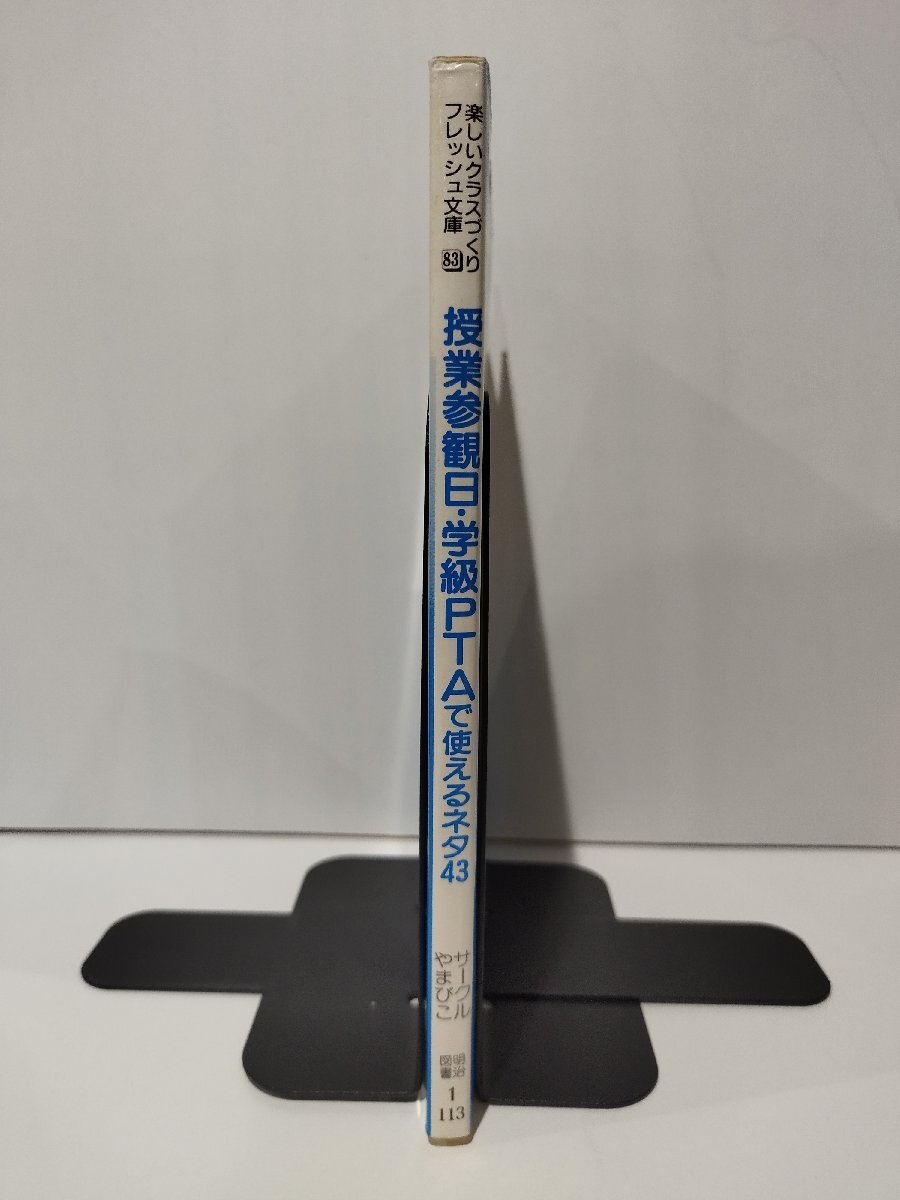 楽しいクラスづくり
フレッシュ文庫 83
授業参観日・学級PTAで使えるネタ43
サークル
やまびこ
明治
図書
1
113